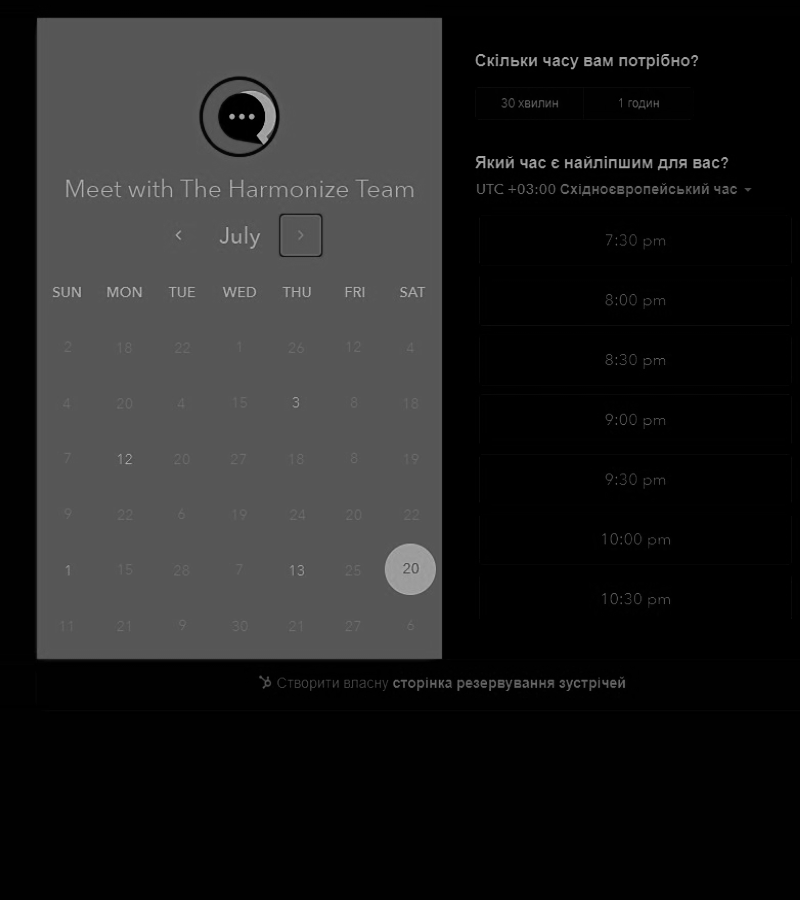 Meet with The Harmonize Team
July
SUN MON TUE WED THU FRI SAT
2 18 22 1 26 12 4
4 20 4 15 3 8 18
7 12 20 27 18 8 19
9 22 6 19 24 20 22
1 15 28 7 13 25 20
11 21 9 30 21 27 6
Скільки часу вам потрібно?
30 хвилин 1 годин
Який час є найліпшим для вас?
UTC +03:00 Східноєвропейський час
7:30 pm
8:00 pm
8:30 pm
9:00 pm
9:30 pm
10:00 pm
10:30 pm
Створити власну сторінка резервування зустрічей